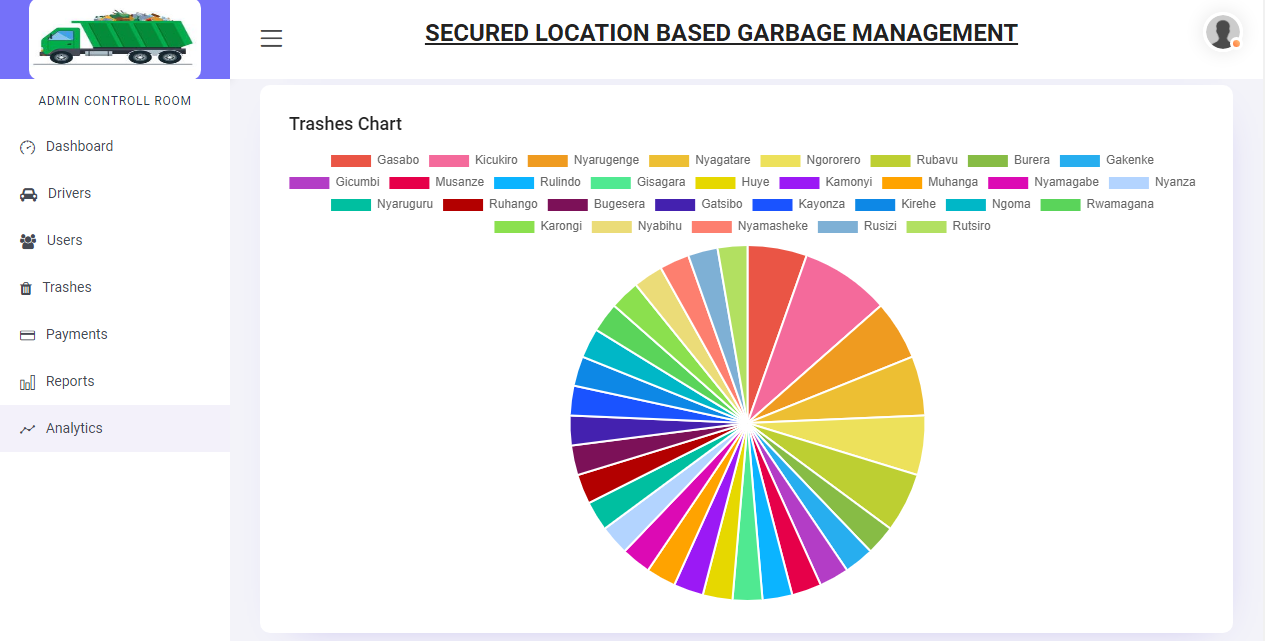 SECURED LOCATION BASED GARBAGE MANAGEMENT
ADMIN CONTROLL ROOM
Dashboard
Drivers
Users
Trashes
Payments
Reports
Analytics
Trashes Chart
Gasabo Kicukiro Nyarugenge Nyagatare Ngororero Rubavu Burera Gakenke
Gicumbi Musanze Rulindo Gisagara Huye Kamonyi Muhanga Nyamagabe Nyanza
Nyaruguru Ruhango Bugesera Gatsibo Kayonza Kirehe Ngoma Rwamagana
Karongi Nyabihu Nyamasheke Rusizi Rutsiro